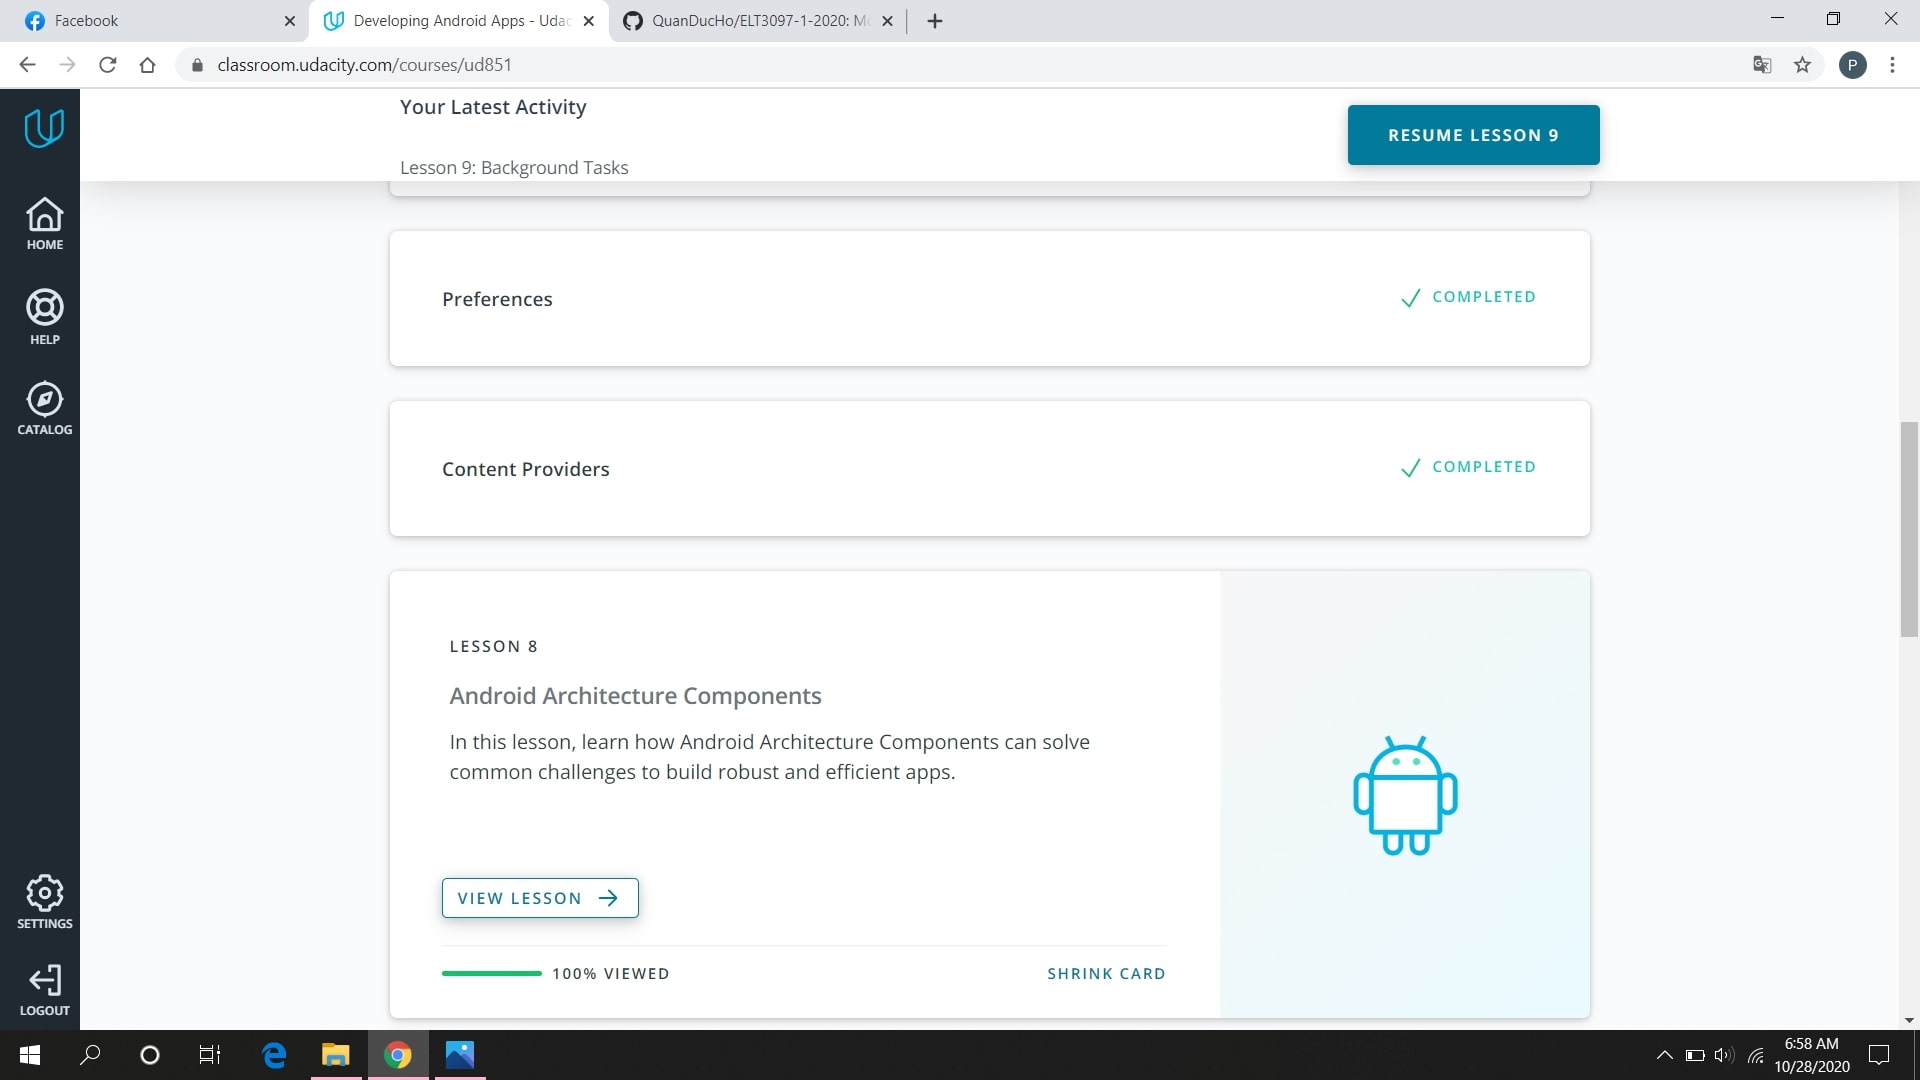 Facebook
Developing Android Apps - Udac
QuanDucHo/ELT3097-1-2020: Mo
classroom.udacity.com/courses/ud851
P
Your Latest Activity
RESUME LESSON 9
Lesson 9: Background Tasks
HOME
HELP
CATALOG
SETTINGS
LOGOUT
Preferences
COMPLETED
Content Providers
COMPLETED
LESSON 8
Android Architecture Components
In this lesson, learn how Android Architecture Components can solve
common challenges to build robust and efficient apps.
VIEW LESSON
100% VIEWED
SHRINK CARD
6:58 AM
10/28/2020